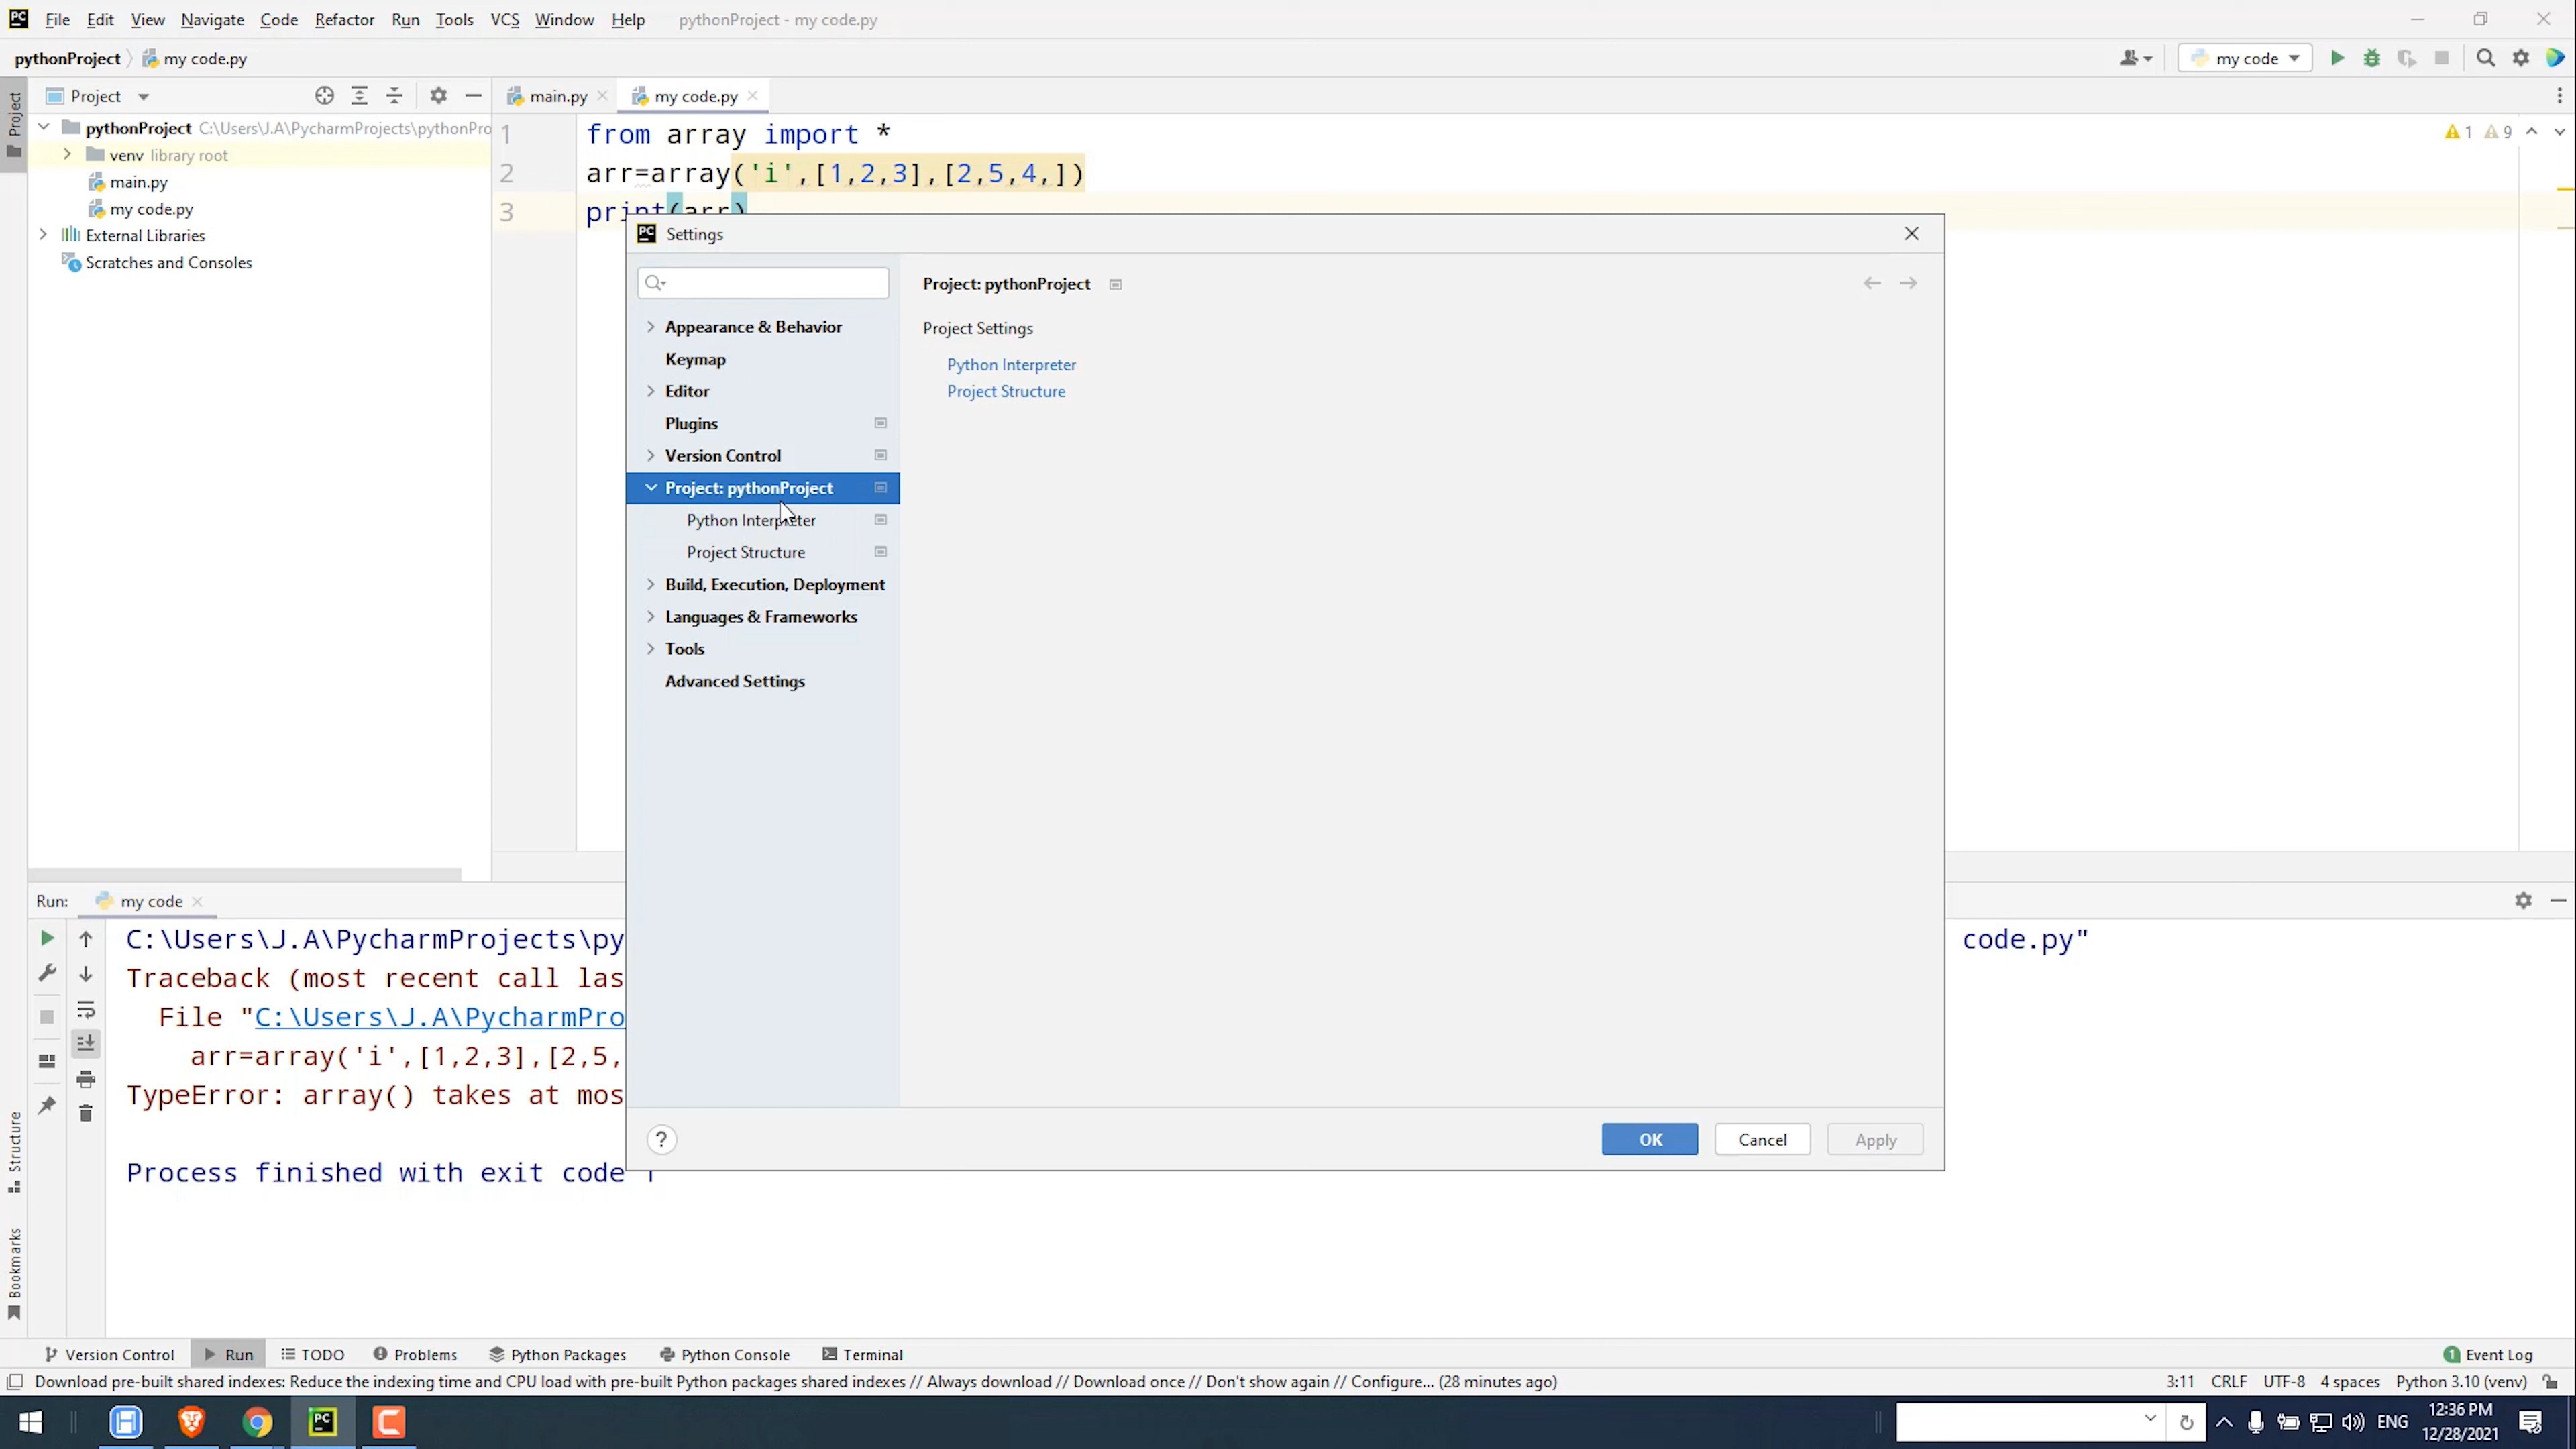 PC File Edit View Navigate Code Refactor Run Tools VCS Window Help pythonProject - my code.py
pythonProject my code.py my code
Project
Project
main.py
my code.py
pythonProject C:\Users\J.A\PycharmProjects\pythonPro
venv library root
main.py
my code.py
External Libraries
Scratches and Consoles
1 from array import *
2 arr=array('i',[1,2,3],[2,5,4,])
3 print(arr)
1 9
PC Settings
Appearance & Behavior
Keymap
Editor
Plugins
Version Control
Project: pythonProject
Python Interpreter
Project Structure
Build, Execution, Deployment
Languages & Frameworks
Tools
Advanced Settings
Project: pythonProject
Project Settings
Python Interpreter
Project Structure
? OK Cancel Apply
Run: my code
C:\Users\J.A\PycharmProjects\py code.py"
Traceback (most recent call las
File "C:\Users\J.A\PycharmPro
arr=array('i',[1,2,3],[2,5,
TypeError: array() takes at mos
Process finished with exit code
Structure
Bookmarks
Version Control Run TODO Problems Python Packages Python Console Terminal 1 Event Log
Download pre-built shared indexes: Reduce the indexing time and CPU load with pre-built Python packages shared indexes // Always download // Download once // Don't show again // Configure... (28 minutes ago) 3:11 CRLF UTF-8 4 spaces Python 3.10 (venv)
PC ENG
12:36 PM
12/28/2021